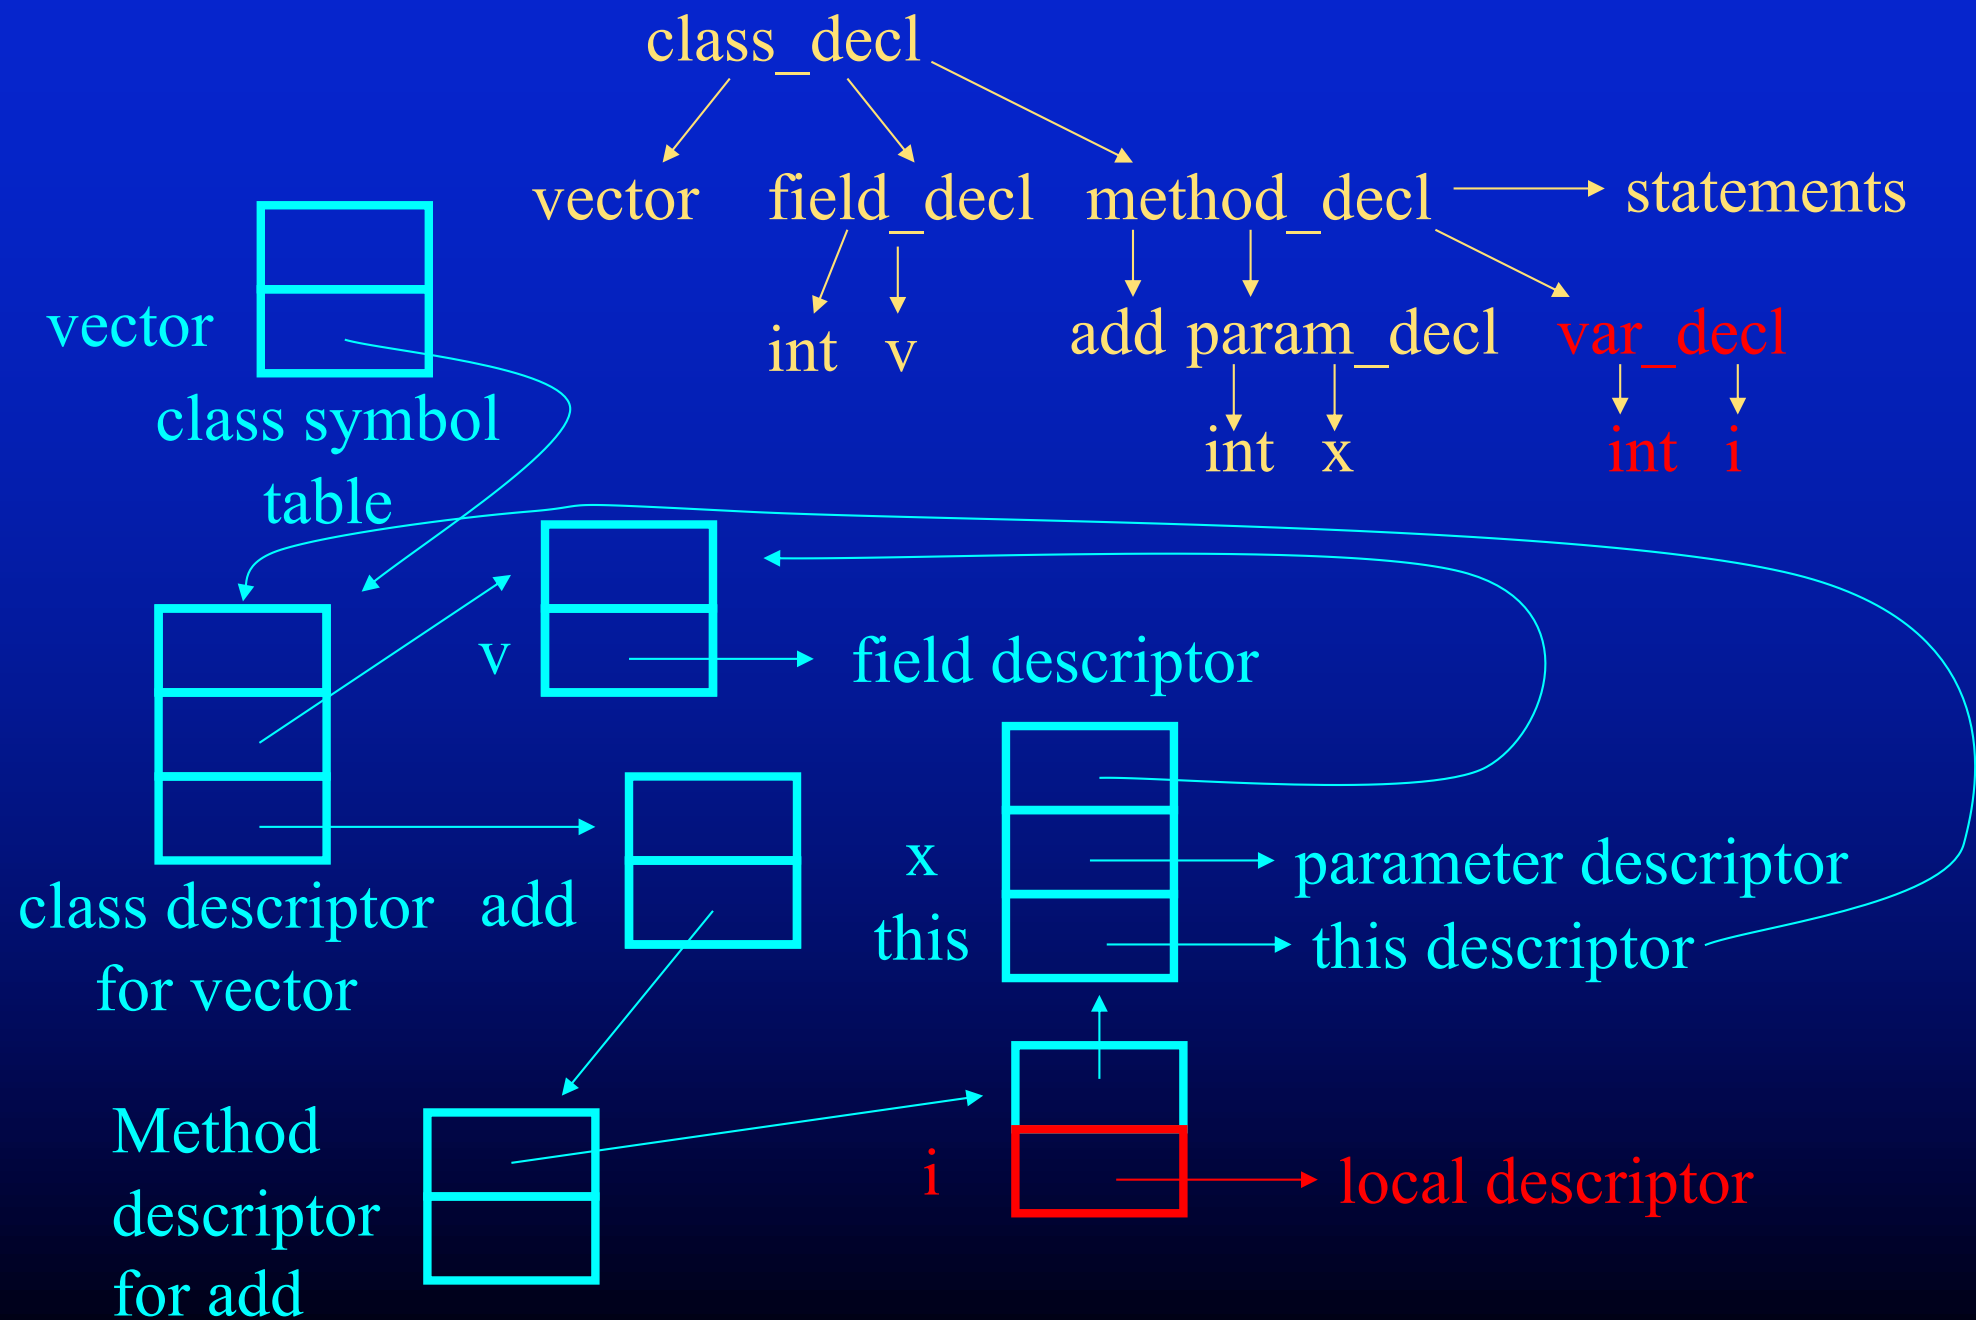 class_decl
vector field_decl method_decl statements
int v add param_decl var_decl
int x int i
vector
class symbol
table
v field descriptor
x parameter descriptor
this this descriptor
class descriptor
for vector
add
Method
descriptor
for add
i local descriptor